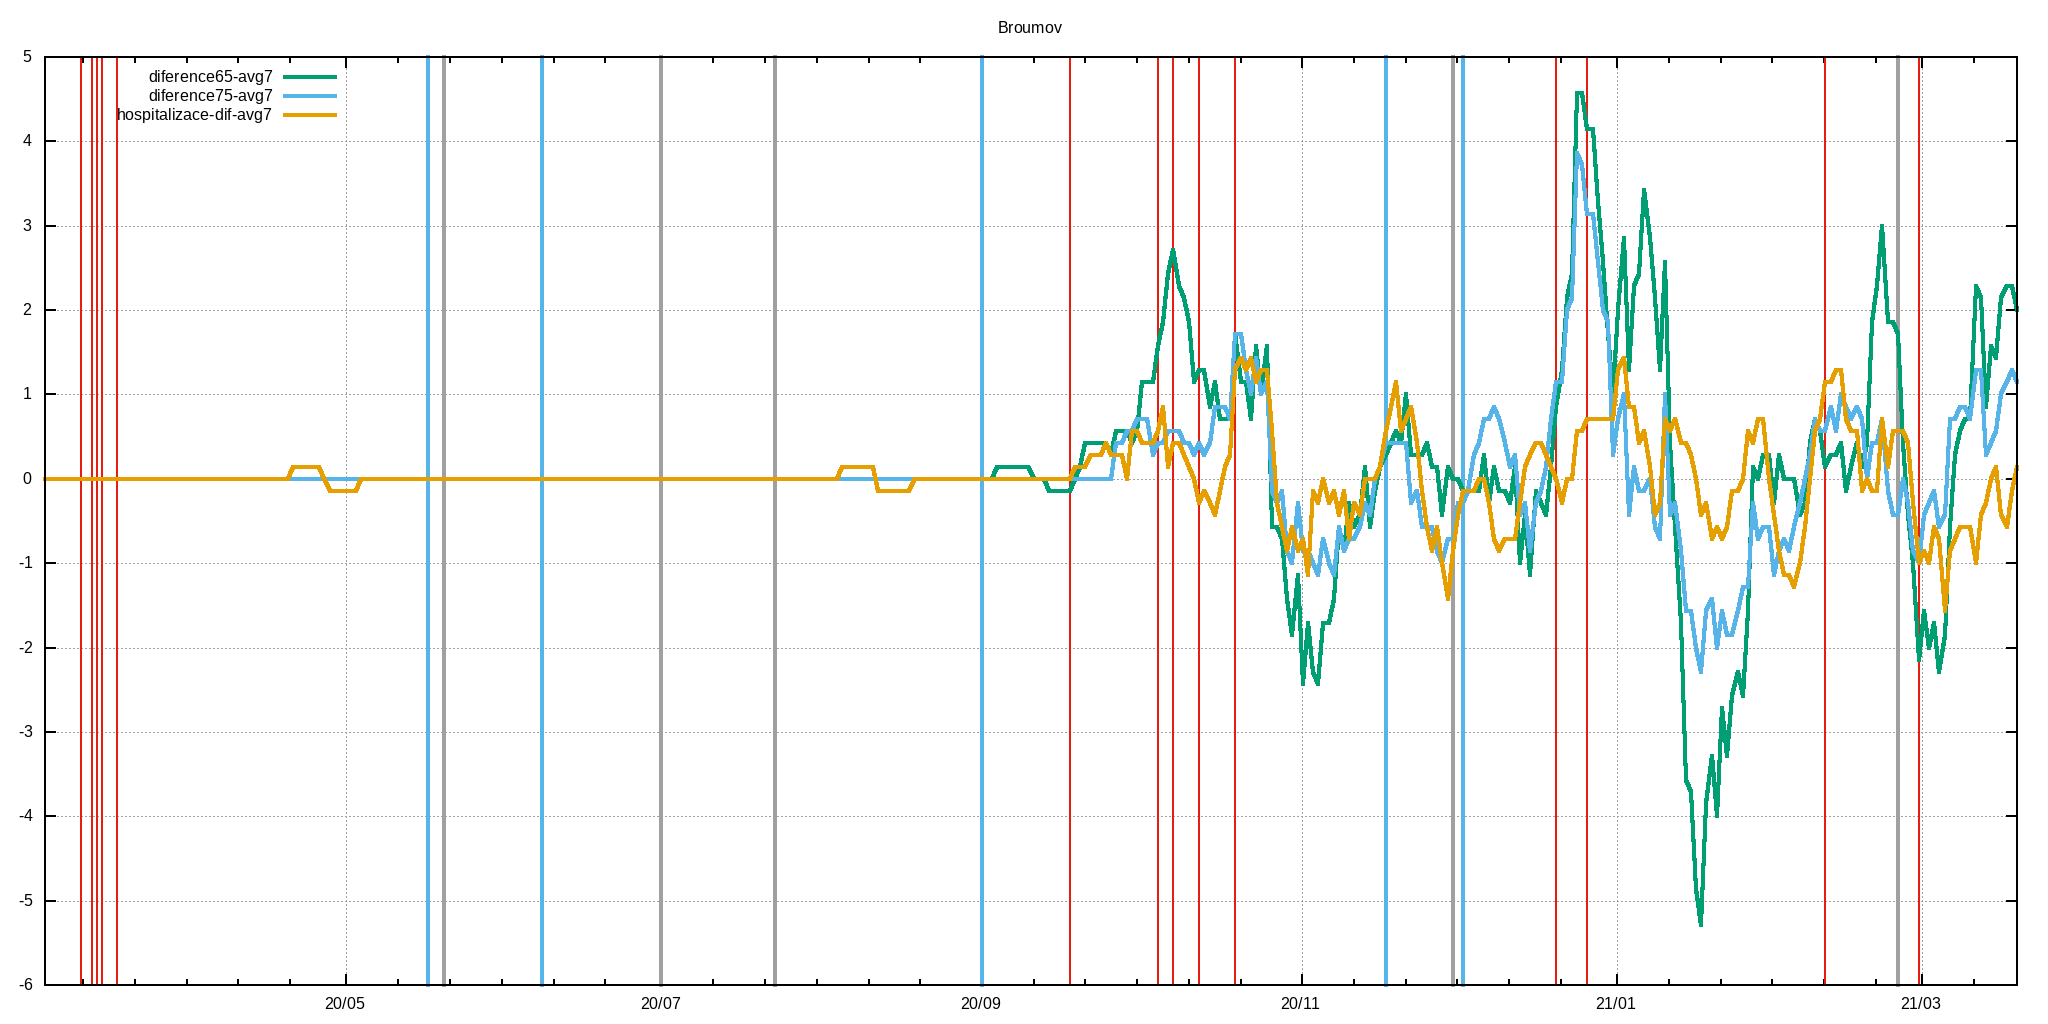 Broumov
5
diference65-avg7
diference75-avg7
hospitalizace-dif-avg7
4
3
2
1
0
-1
-2
-3
-4
-5
-6
20/05 20/07 20/09 20/11 21/01 21/03